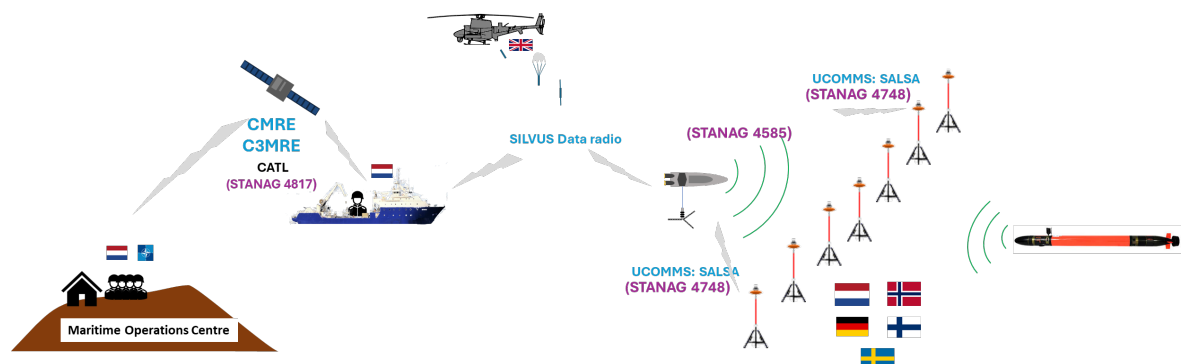 UCOMMS: SALSA
(STANAG 4748)
CMRE
C3MRE
CATL
(STANAG 4817)
SILVUS Data radio
(STANAG 4585)
UCOMMS: SALSA
(STANAG 4748)
Maritime Operations Centre